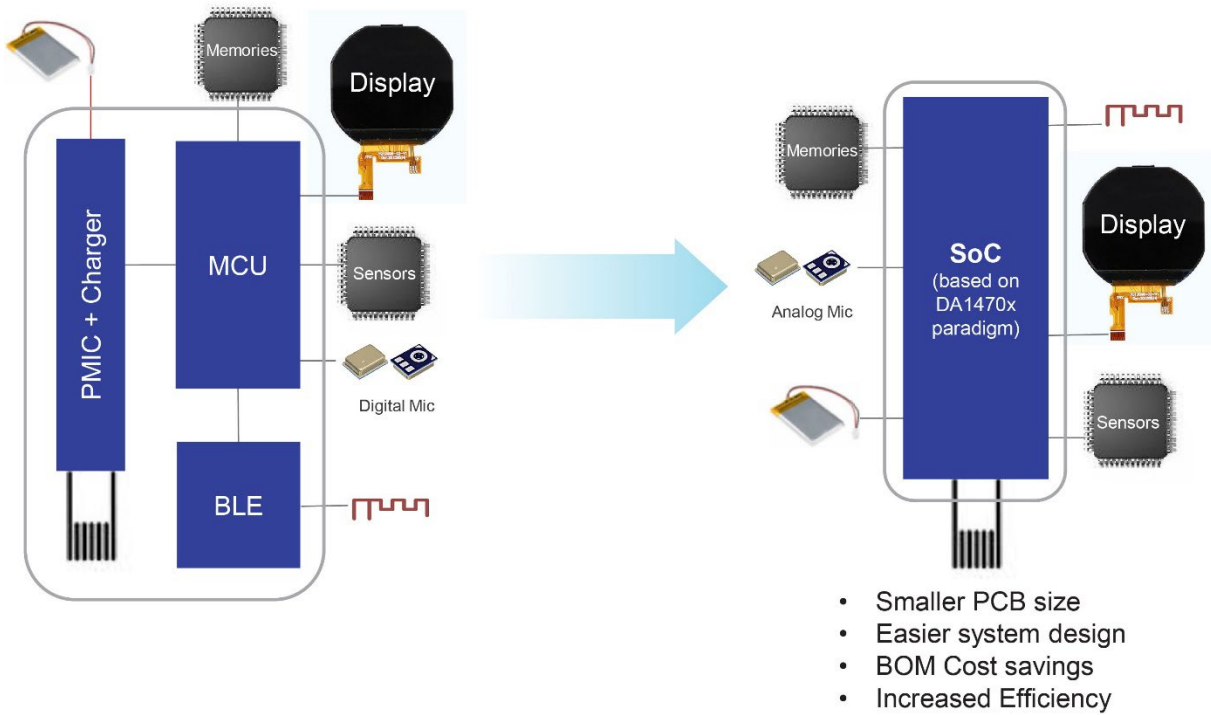 Memories
Display
PMIC + Charger
MCU
Sensors
Digital Mic
BLE
Memories
SoC
(based on
DA1470x
paradigm)
Display
Analog Mic
Sensors
• Smaller PCB size
• Easier system design
• BOM Cost savings
• Increased Efficiency